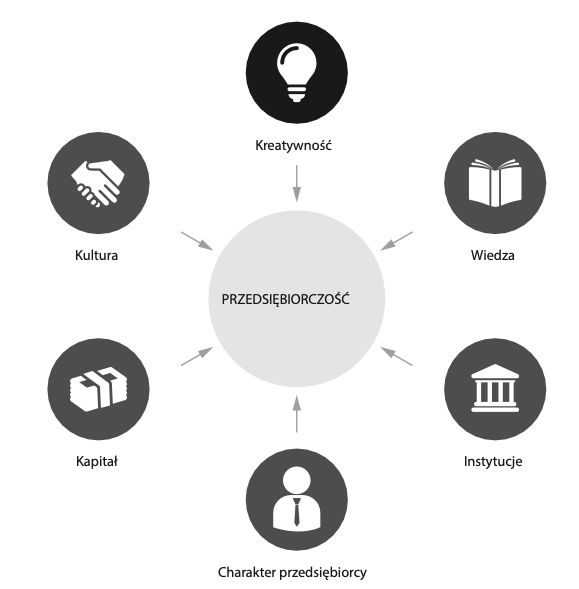 Kreatywność
Kultura
Wiedza
PRZEDSIĘBIORCZOŚĆ
Kapitał
Instytucje
Charakter przedsiębiorcy